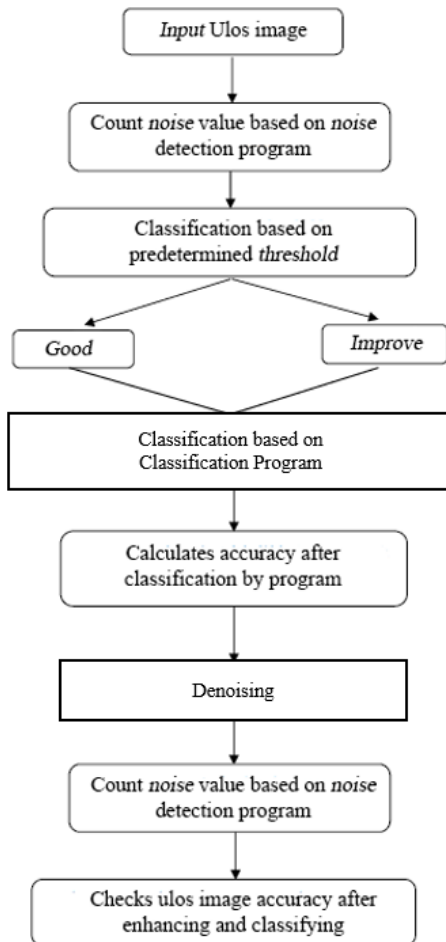 Input Ulos image
Count noise value based on noise
detection program
Classification based on
predetermined threshold
Good
Improve
Classification based on
Classification Program
Calculates accuracy after
classification by program
Denoising
Count noise value based on noise
detection program
Checks ulos image accuracy after
enhancing and classifying